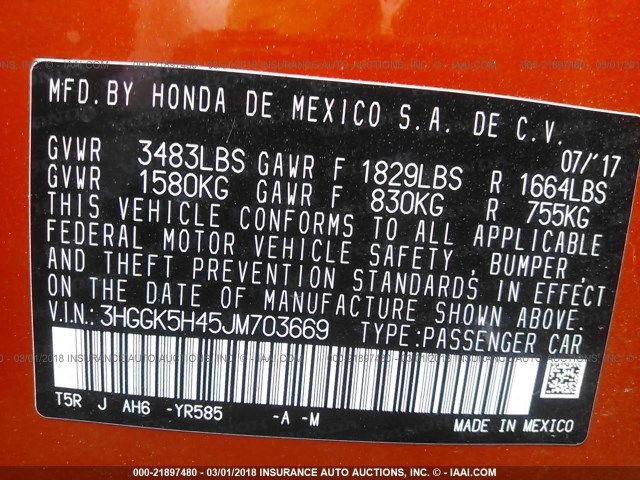 MFD. BY HONDA DE MEXICO S.A. DE C.V.
07/'17
GVWR 3483LBS GAWR F 1829LBS R 1664LBS
GVWR 1580KG GAWR F 830KG R 755KG
THIS VEHICLE CONFORMS TO ALL APPLICABLE
FEDERAL MOTOR VEHICLE SAFETY, BUMPER,
AND THEFT PREVENTION STANDARDS IN EFFECT
ON THE DATE OF MANUFACTURE SHOWN ABOVE.
V.I.N.: 3HGGK5H45JM703669 TYPE: PASSENGER CAR
T5R J AH6 -YR585 -A -M MADE IN MEXICO
000-21897480 - 03/01/2018 - INSURANCE AUTO AUCTIONS, INC. - © - IAAI.COM